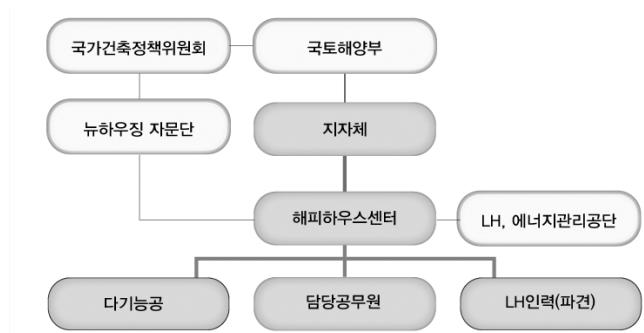 국가건축정책위원회
국토해양부
뉴하우징 자문단
지자체
해피하우스센터
LH, 에너지관리공단
다기능공
담당공무원
LH인력(파견)